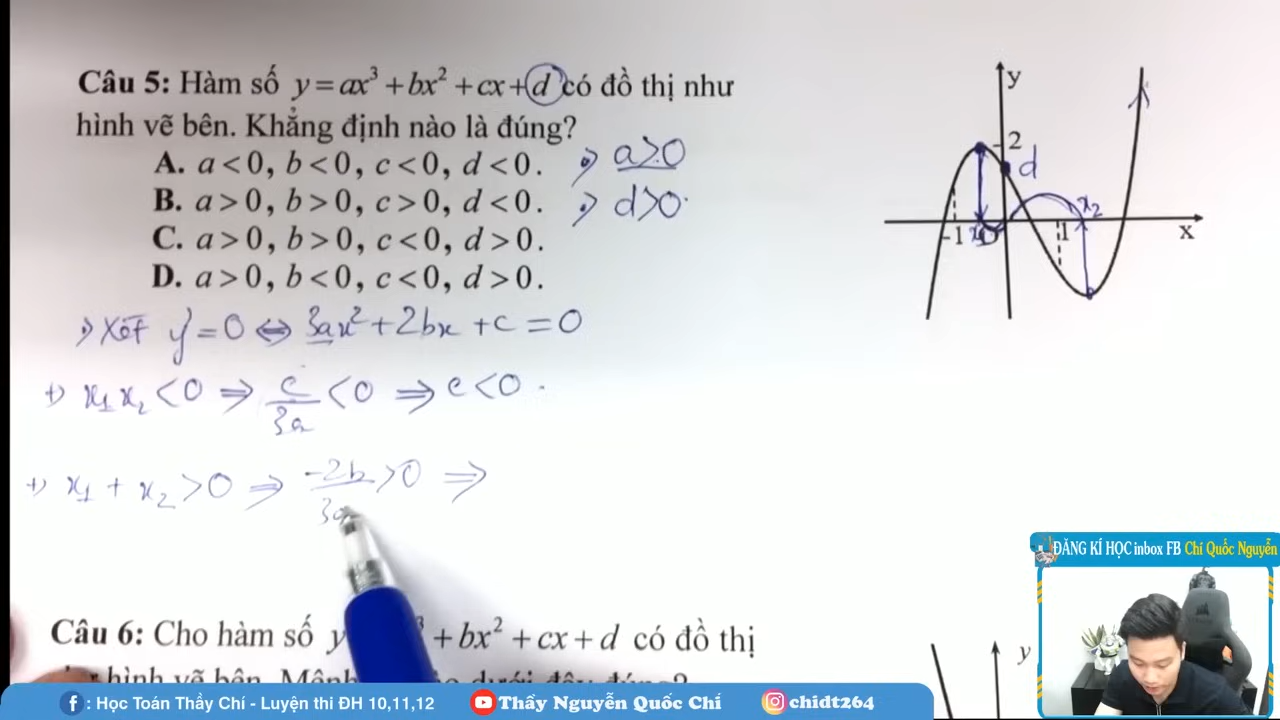 Câu 5: Hàm số y = ax³ + bx² + cx + d có đồ thị như
hình vẽ bên. Khẳng định nào là đúng?
A. a < 0, b < 0, c < 0, d < 0.
B. a > 0, b > 0, c > 0, d < 0.
C. a > 0, b > 0, c < 0, d > 0.
D. a > 0, b < 0, c < 0, d > 0.
a>0
d>0
y
2
d
x₂
-1
1
x
Xét y' = 0 ⇔ 3ax² + 2bx + c = 0
+) x₁x₂ < 0 ⇒ c/3a < 0 ⇒ c < 0.
+) x₁ + x₂ > 0 ⇒ -2b/3a > 0 ⇒
Câu 6: Cho hàm số y + bx² + cx + d có đồ thị
hình vẽ bên.
y
ĐĂNG KÍ HỌC inbox FB Chí Quốc Nguyễn
f : Học Toán Thầy Chí - Luyện thi ĐH 10,11,12
Thầy Nguyễn Quốc Chí
chidt264